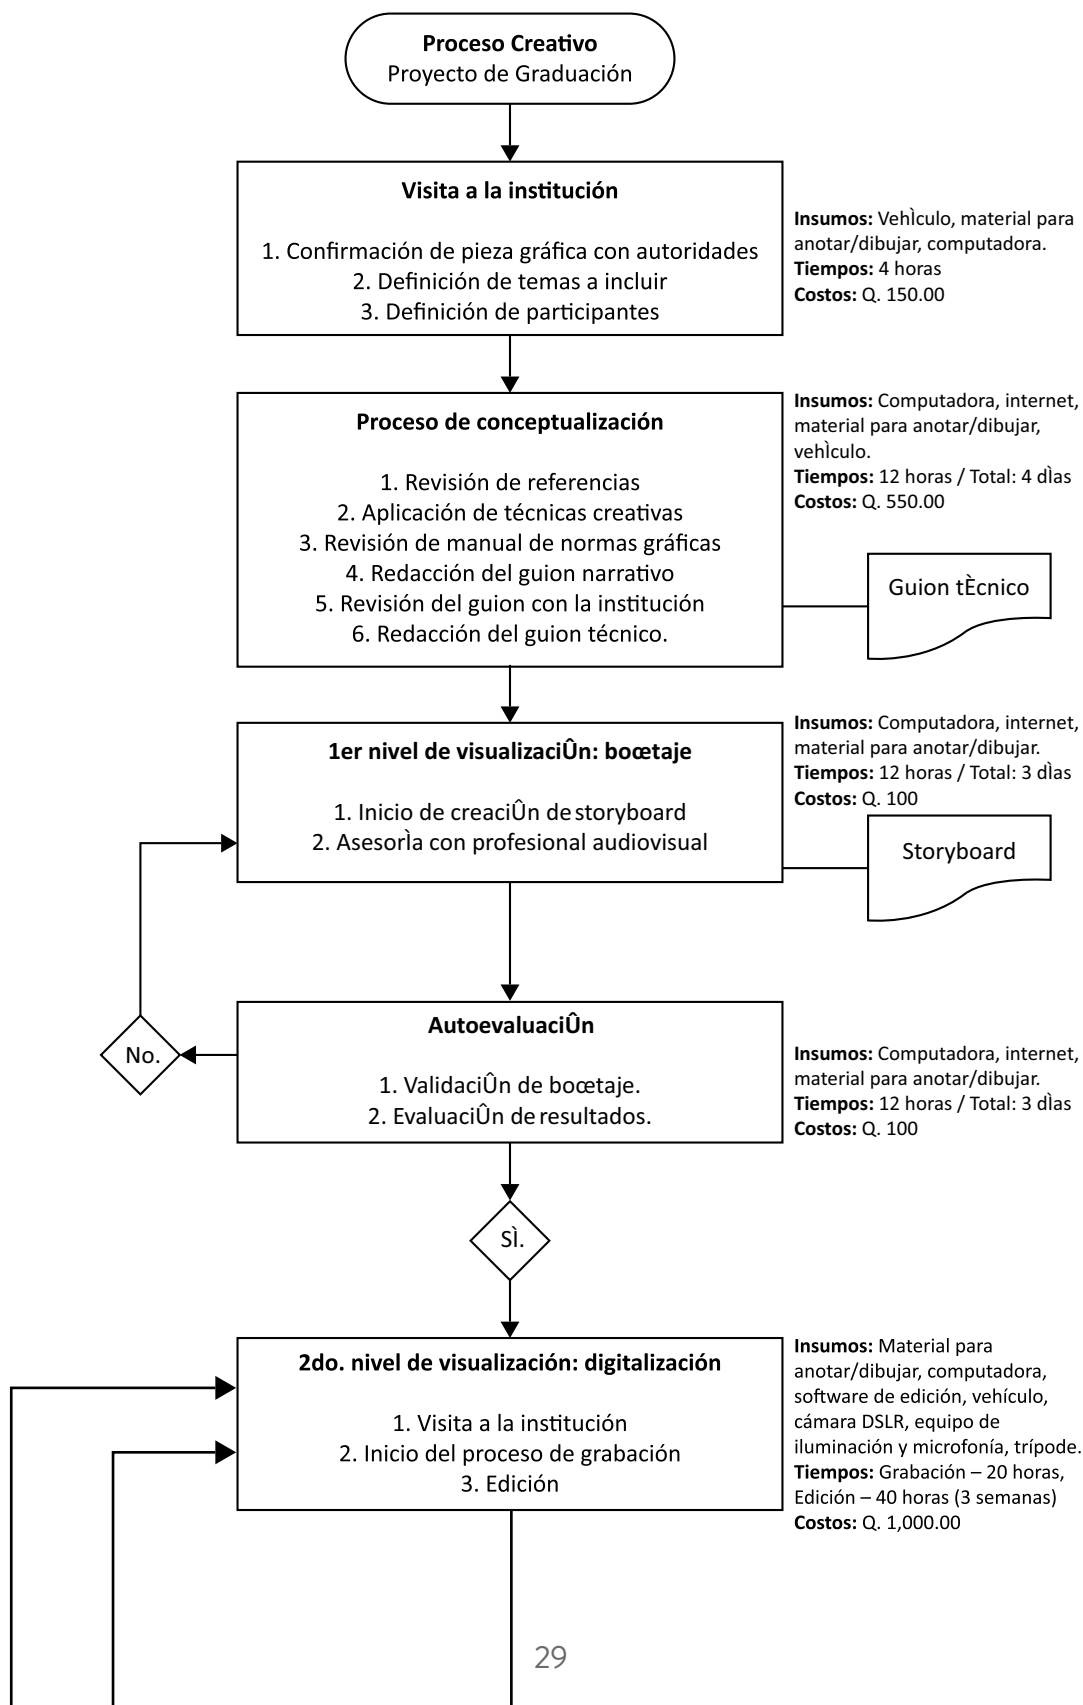 Proceso Creativo
Proyecto de Graduación
Visita a la institución
1. Confirmación de pieza gráfica con autoridades
2. Definición de temas a incluir
3. Definición de participantes
Insumos: VehÌculo, material para
anotar/dibujar, computadora.
Tiempos: 4 horas
Costos: Q. 150.00
Proceso de conceptualización
1. Revisión de referencias
2. Aplicación de técnicas creativas
3. Revisión de manual de normas gráficas
4. Redacción del guion narrativo
5. Revisión del guion con la institución
6. Redacción del guion técnico.
Insumos: Computadora, internet,
material para anotar/dibujar,
vehÌculo.
Tiempos: 12 horas / Total: 4 dÌas
Costos: Q. 550.00
Guion tÈcnico
1er nivel de visualizaciÛn: bœtaje
1. Inicio de creaciÛn de storyboard
2. AsesorÌa con profesional audiovisual
Insumos: Computadora, internet,
material para anotar/dibujar.
Tiempos: 12 horas / Total: 3 dÌas
Costos: Q. 100
Storyboard
AutoevaluaciÛn
1. ValidaciÛn de bœtaje.
2. EvaluaciÛn de resultados.
No.
Insumos: Computadora, internet,
material para anotar/dibujar.
Tiempos: 12 horas / Total: 3 dÌas
Costos: Q. 100
SÌ.
2do. nivel de visualización: digitalización
1. Visita a la institución
2. Inicio del proceso de grabación
3. Edición
Insumos: Material para
anotar/dibujar, computadora,
software de edición, vehículo,
cámara DSLR, equipo de
iluminación y microfonía, trípode.
Tiempos: Grabación – 20 horas,
Edición – 40 horas (3 semanas)
Costos: Q. 1,000.00
29